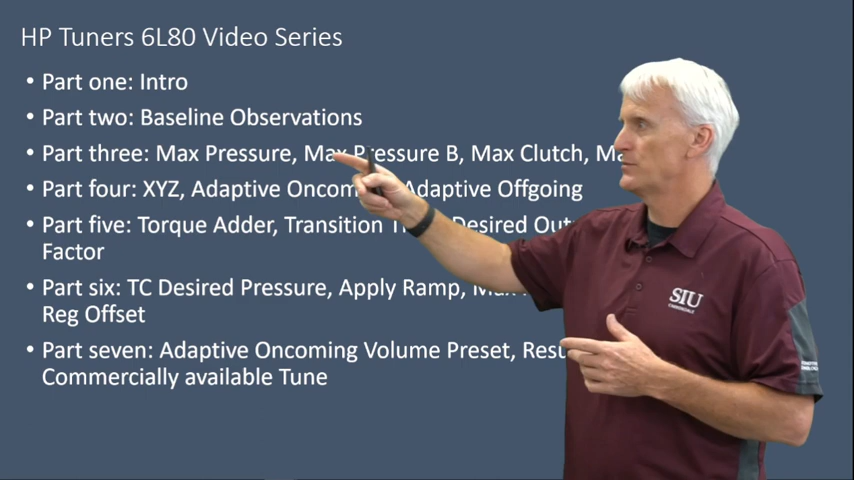 HP Tuners 6L80 Video Series
• Part one: Intro
• Part two: Baseline Observations
• Part three: Max Pressure, Max Pressure B, Max Clutch,
• Part four: XYZ, Adaptive Adaptive Offgoing
• Part five: Torque Adder, Transition Desired
Factor
• Part six: TC Desired Pressure, Apply Ramp,
Reg Offset
• Part seven: Adaptive Oncoming Volume Preset,
Commercially available Tune
SIU